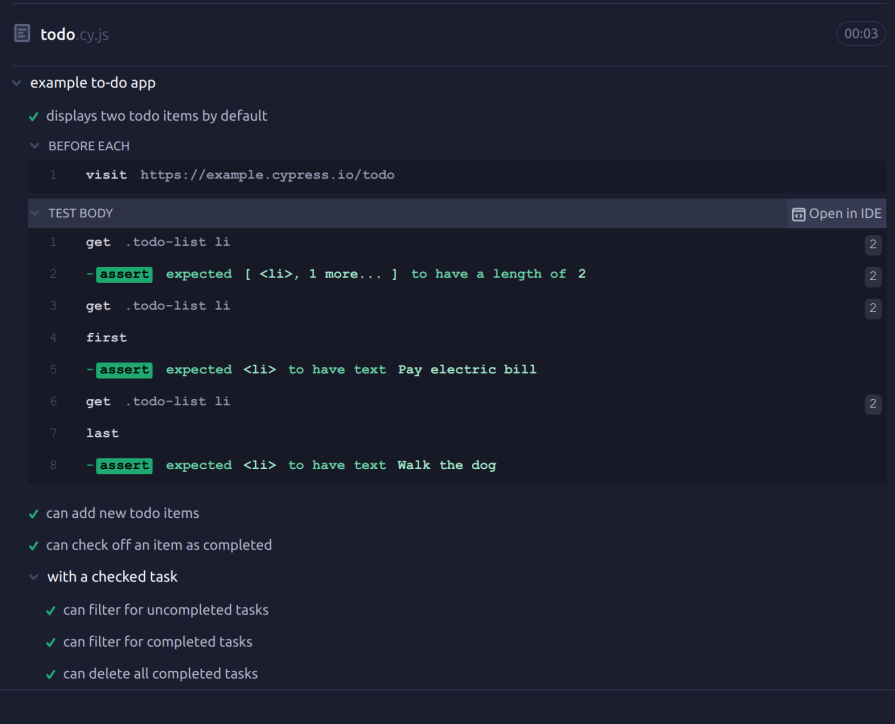 todo.cy.js 00:03
example to-do app
displays two todo items by default
BEFORE EACH
1 visit https://example.cypress.io/todo
TEST BODY Open in IDE
1 get .todo-list li 2
2 -assert expected [ <li>, 1 more... ] to have a length of 2 2
3 get .todo-list li 2
4 first
5 -assert expected <li> to have text Pay electric bill
6 get .todo-list li 2
7 last
8 -assert expected <li> to have text Walk the dog
can add new todo items
can check off an item as completed
with a checked task
can filter for uncompleted tasks
can filter for completed tasks
can delete all completed tasks